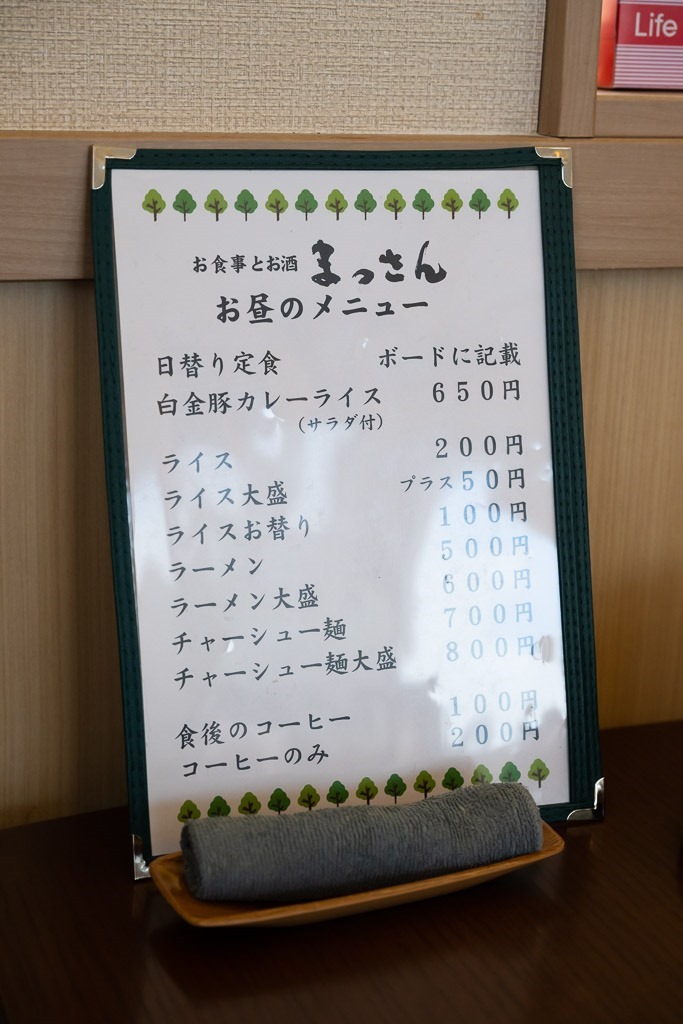 Life
お食事とお酒 まっさん
お昼のメニュー
日替り定食 ボードに記載
白金豚カレーライス 650円
(サラダ付)
ライス 200円
ライス大盛 プラス50円
ライスお替り 100円
ラーメン 500円
ラーメン大盛 600円
チャーシュー麺 700円
チャーシュー麺大盛 800円
食後のコーヒー 100円
コーヒーのみ 200円